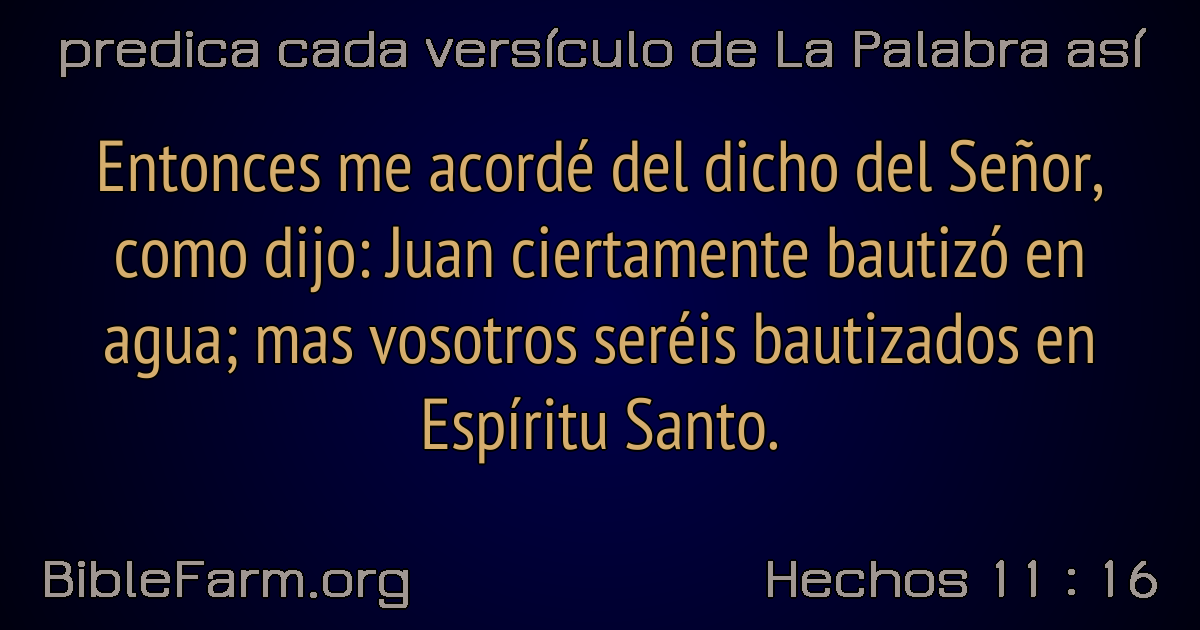 predica cada versículo de La Palabra así
Entonces me acordé del dicho del Señor,
como dijo: Juan ciertamente bautizó en
agua; mas vosotros seréis bautizados en
Espíritu Santo.
BibleFarm.org
Hechos 11 : 16